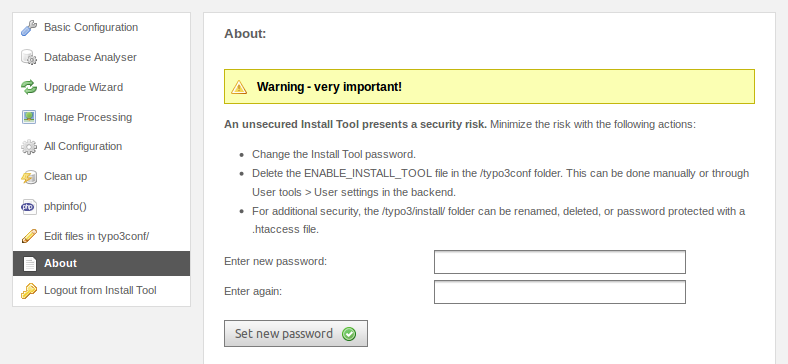 Basic Configuration
Database Analyser
Upgrade Wizard
Image Processing
All Configuration
Clean up
phpinfo()
Edit files in typo3conf/
About
Logout from Install Tool
About:
Warning - very important!
An unsecured Install Tool presents a security risk. Minimize the risk with the following actions:
Change the Install Tool password.
Delete the ENABLE_INSTALL_TOOL file in the /typo3conf folder. This can be done manually or through
User tools > User settings in the backend.
For additional security, the /typo3/install/ folder can be renamed, deleted, or password protected with a
.htaccess file.
Enter new password:
Enter again:
Set new password